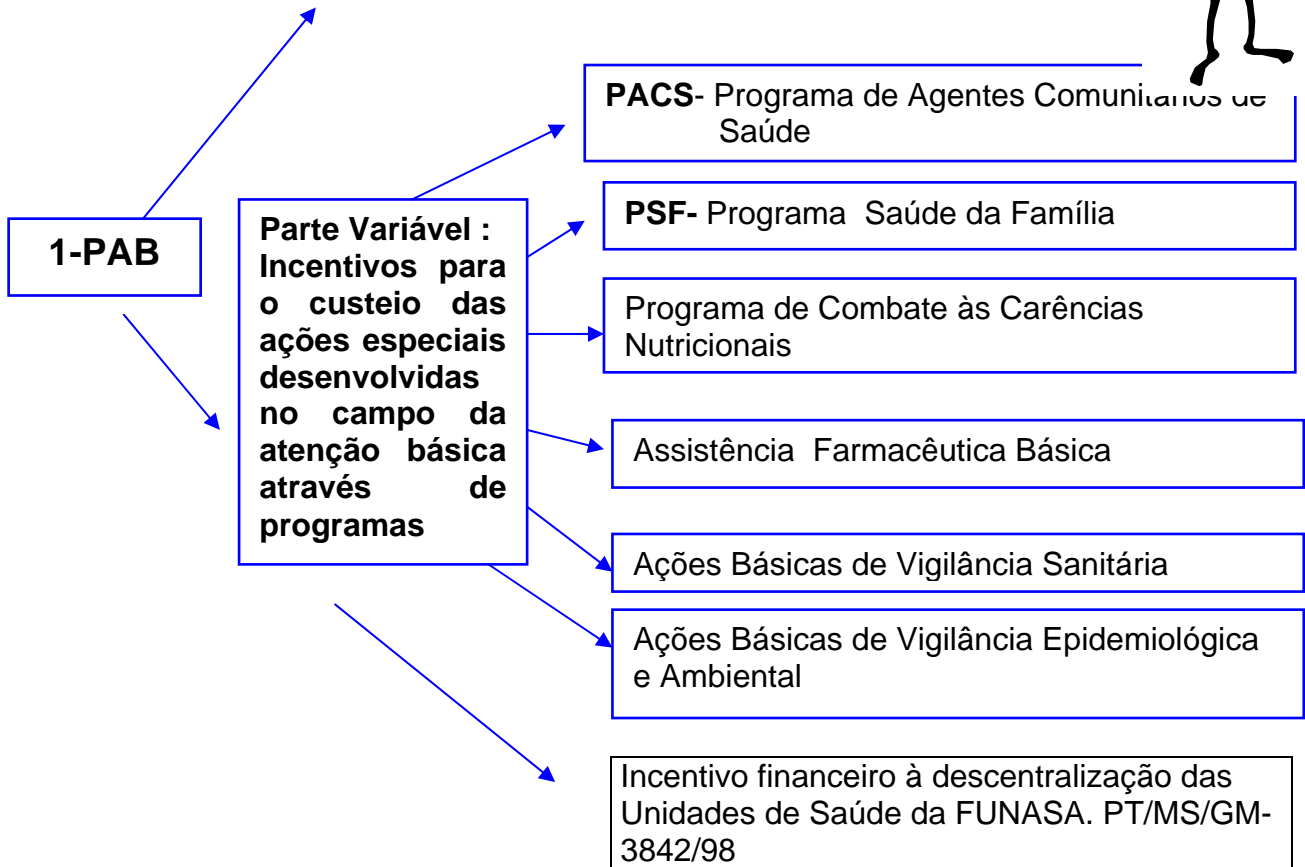 1-PAB
Parte Variável :
Incentivos para
o custeio das
ações especiais
desenvolvidas
no campo da
atenção básica
através de
programas
PACS- Programa de Agentes Comunitários de
Saúde
PSF- Programa Saúde da Família
Programa de Combate às Carências
Nutricionais
Assistência Farmacêutica Básica
Ações Básicas de Vigilância Sanitária
Ações Básicas de Vigilância Epidemiológica
e Ambiental
Incentivo financeiro à descentralização das
Unidades de Saúde da FUNASA. PT/MS/GM-
3842/98